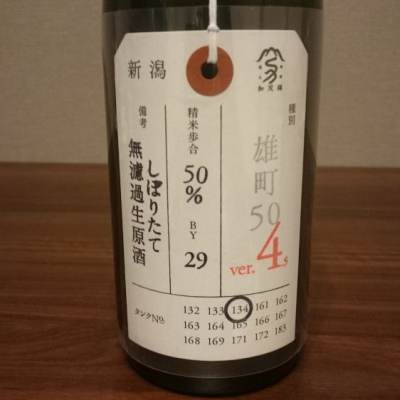 加茂錦
種別
雄町50
ver. 4.5
精米歩合
50%
BY
29
新潟
備考
しぼりたて
無濾過生原酒
タンクNo.
132 133 134 161 162
163 164 165 166 167
168 169 171 172 183